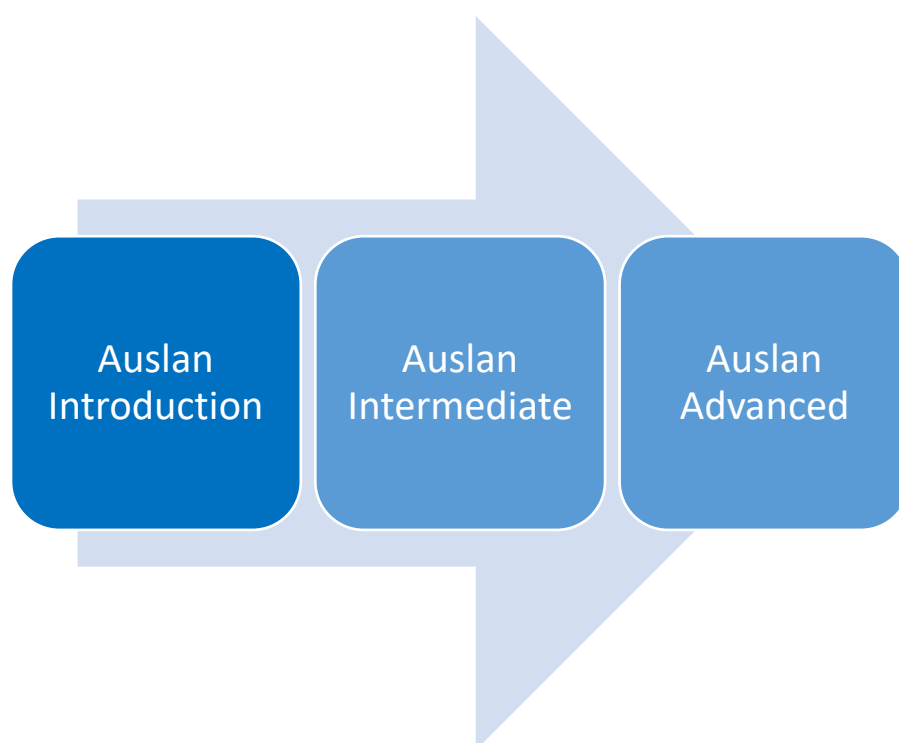 Auslan
Introduction
Auslan
Intermediate
Auslan
Advanced